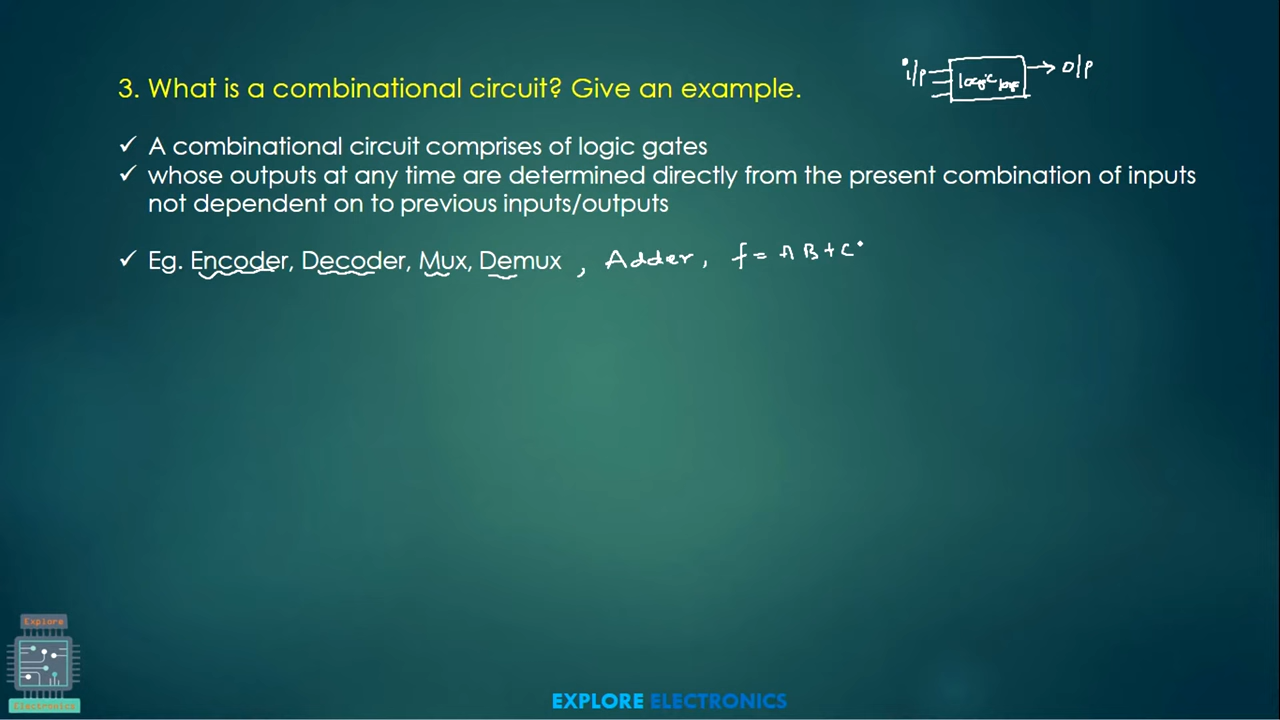 i/p logic O/P
3. What is a combinational circuit? Give an example.
✓ A combinational circuit comprises of logic gates
✓ whose outputs at any time are determined directly from the present combination of inputs
not dependent on to previous inputs/outputs
✓ Eg. Encoder, Decoder, Mux, Demux , Adder, f = AB+C
Explore
Electronics
EXPLORE ELECTRONICS